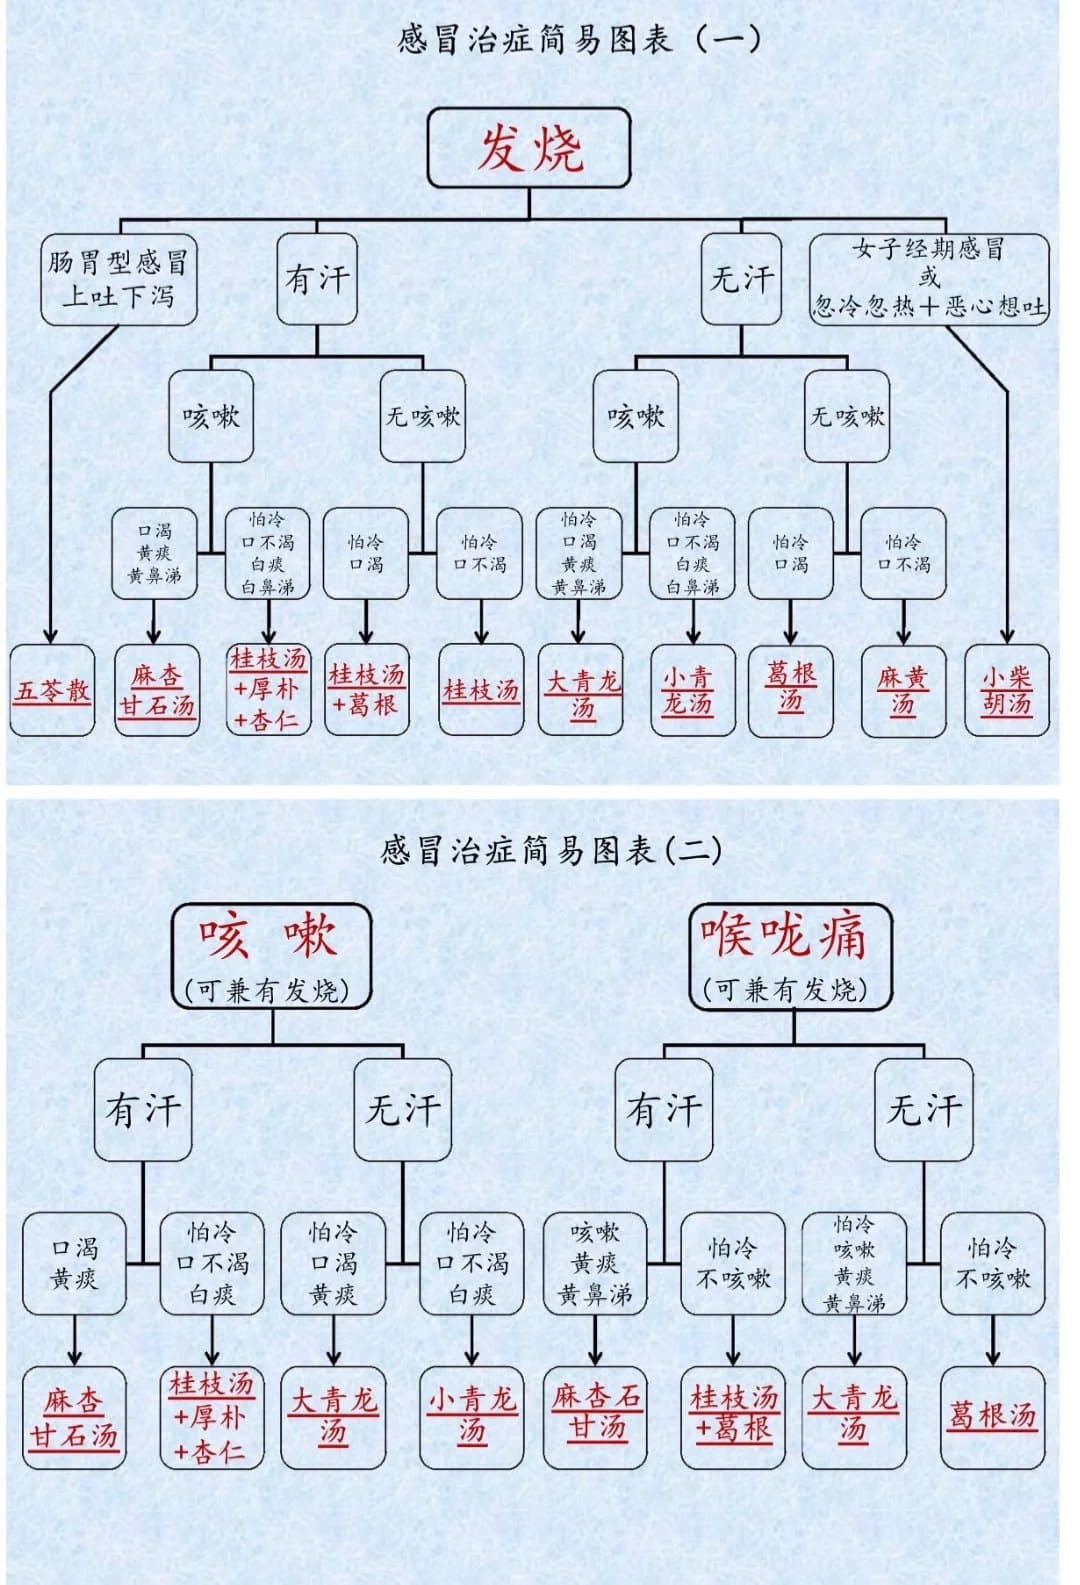 感冒治症简易图表（一）
发烧
肠胃型感冒
上吐下泻
有汗
无汗
女子经期感冒
或
忽冷忽热＋恶心想吐
咳嗽
无咳嗽
咳嗽
无咳嗽
口渴
黄痰
黄鼻涕
怕冷
口不渴
白痰
白鼻涕
怕冷
口渴
怕冷
口不渴
怕冷
口渴
黄痰
黄鼻涕
怕冷
口不渴
白痰
白鼻涕
怕冷
口渴
怕冷
口不渴
五苓散
麻杏
甘石汤
桂枝汤
+厚朴
+杏仁
桂枝汤
+葛根
桂枝汤
大青龙
汤
小青
龙汤
葛根
汤
麻黄
汤
小柴
胡汤
感冒治症简易图表(二)
咳 嗽
(可兼有发烧)
喉咙痛
(可兼有发烧)
有汗
无汗
有汗
无汗
口渴
黄痰
怕冷
口不渴
白痰
怕冷
口渴
黄痰
怕冷
口不渴
白痰
咳嗽
黄痰
黄鼻涕
怕冷
不咳嗽
怕冷
咳嗽
黄痰
黄鼻涕
怕冷
不咳嗽
麻杏
甘石汤
桂枝汤
+厚朴
+杏仁
大青龙
汤
小青龙
汤
麻杏石
甘汤
桂枝汤
+葛根
大青龙
汤
葛根汤